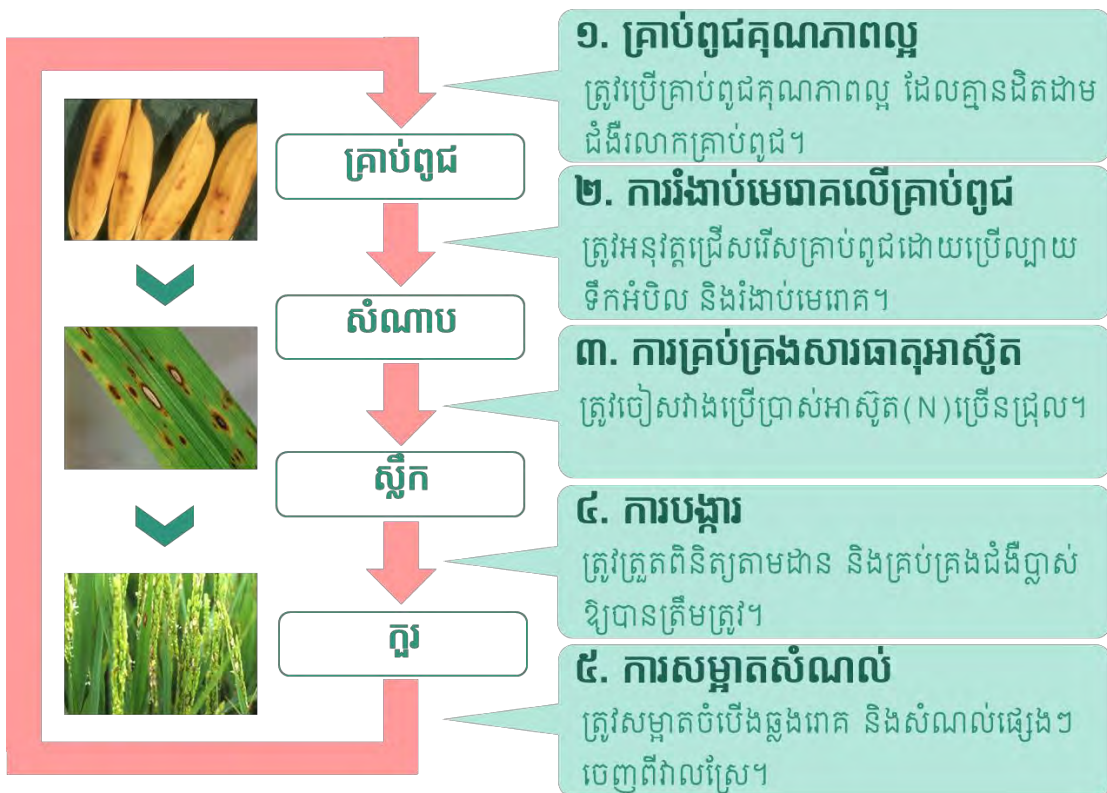 ១. គ្រាប់ពូជគុណភាពល្អ
ត្រូវប្រើគ្រាប់ពូជគុណភាពល្អ ដែលគ្មានដិតដាម
ជំងឺរលាកគ្រាប់ពូជ។
គ្រាប់ពូជ
២. ការរំងាប់មេរោគលើគ្រាប់ពូជ
ត្រូវអនុវត្តជ្រើសរើសគ្រាប់ពូជដោយប្រើល្បាយ
ទឹកអំបិល និងរំងាប់មេរោគ។
សំណាប
៣. ការគ្រប់គ្រងសារធាតុអាស៊ូត
ត្រូវចៀសវាងប្រើប្រាស់អាស៊ូត(N)ច្រើនជ្រុល។
ស្លឹក
៤. ការបង្ការ
ត្រូវត្រួតពិនិត្យតាមដាន និងគ្រប់គ្រងជំងឺប្លាស់
ឱ្យបានត្រឹមត្រូវ។
កួរ
៥. ការសម្អាតសំណល់
ត្រូវសម្អាតចំបើងឆ្លងរោគ និងសំណល់ផ្សេងៗ
ចេញពីវាលស្រែ។